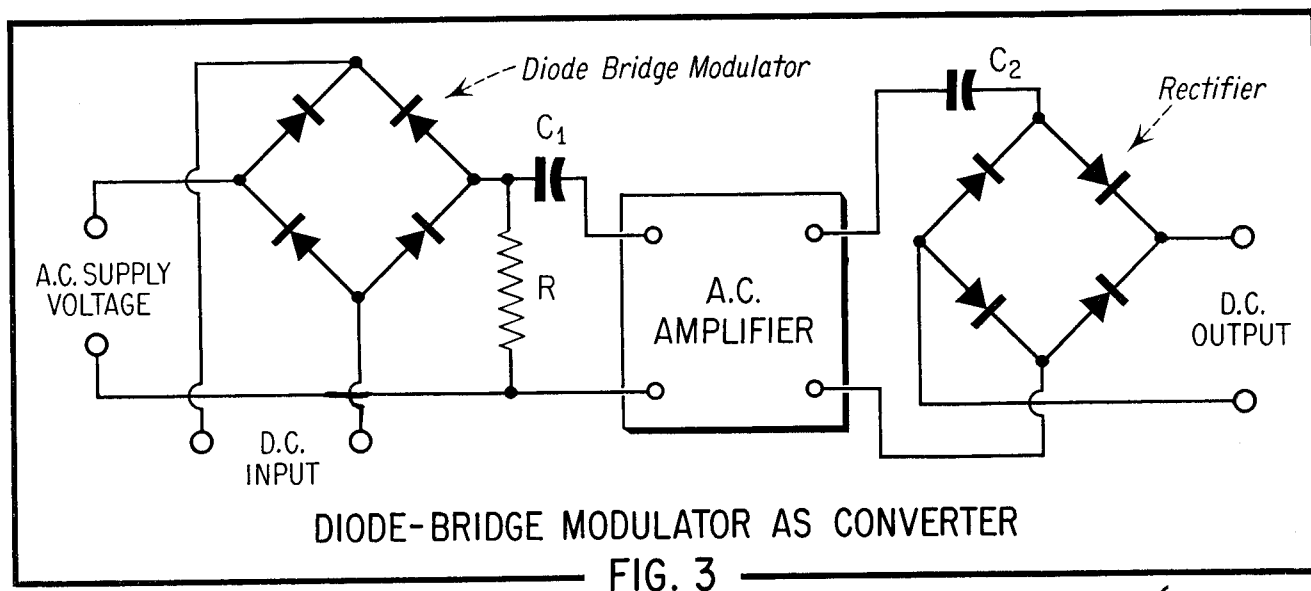 Diode Bridge Modulator
C₁
C₂
Rectifier
A.C. SUPPLY
VOLTAGE
R
A.C.
AMPLIFIER
D.C.
OUTPUT
D.C.
INPUT
DIODE-BRIDGE MODULATOR AS CONVERTER
FIG. 3